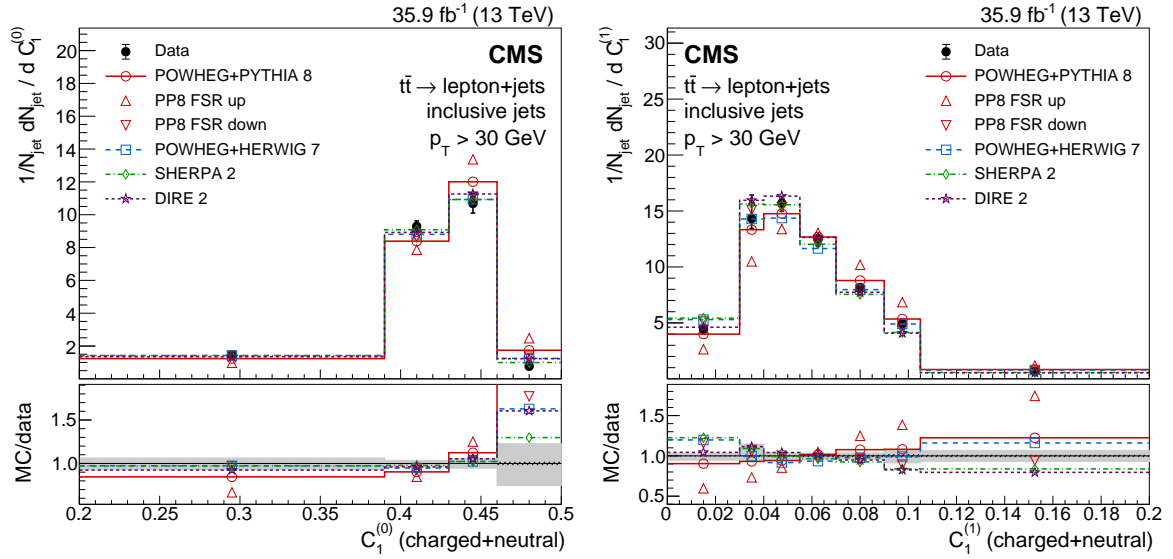 35.9 fb⁻¹ (13 TeV)
1/N_jet dN_jet / d C₁⁽⁰⁾
20
18
16
14
12
10
8
6
4
2
CMS
tt̄ → lepton+jets
inclusive jets
p_T > 30 GeV
Data
POWHEG+PYTHIA 8
PP8 FSR up
PP8 FSR down
POWHEG+HERWIG 7
SHERPA 2
DIRE 2
MC/data
1.5
1.0
0.2 0.25 0.3 0.35 0.4 0.45 0.5
C₁⁽⁰⁾ (charged+neutral)
35.9 fb⁻¹ (13 TeV)
1/N_jet dN_jet / d C₁⁽¹⁾
30
25
20
15
10
5
CMS
tt̄ → lepton+jets
inclusive jets
p_T > 30 GeV
Data
POWHEG+PYTHIA 8
PP8 FSR up
PP8 FSR down
POWHEG+HERWIG 7
SHERPA 2
DIRE 2
MC/data
1.5
1.0
0.5
0 0.02 0.04 0.06 0.08 0.1 0.12 0.14 0.16 0.18 0.2
C₁⁽¹⁾ (charged+neutral)